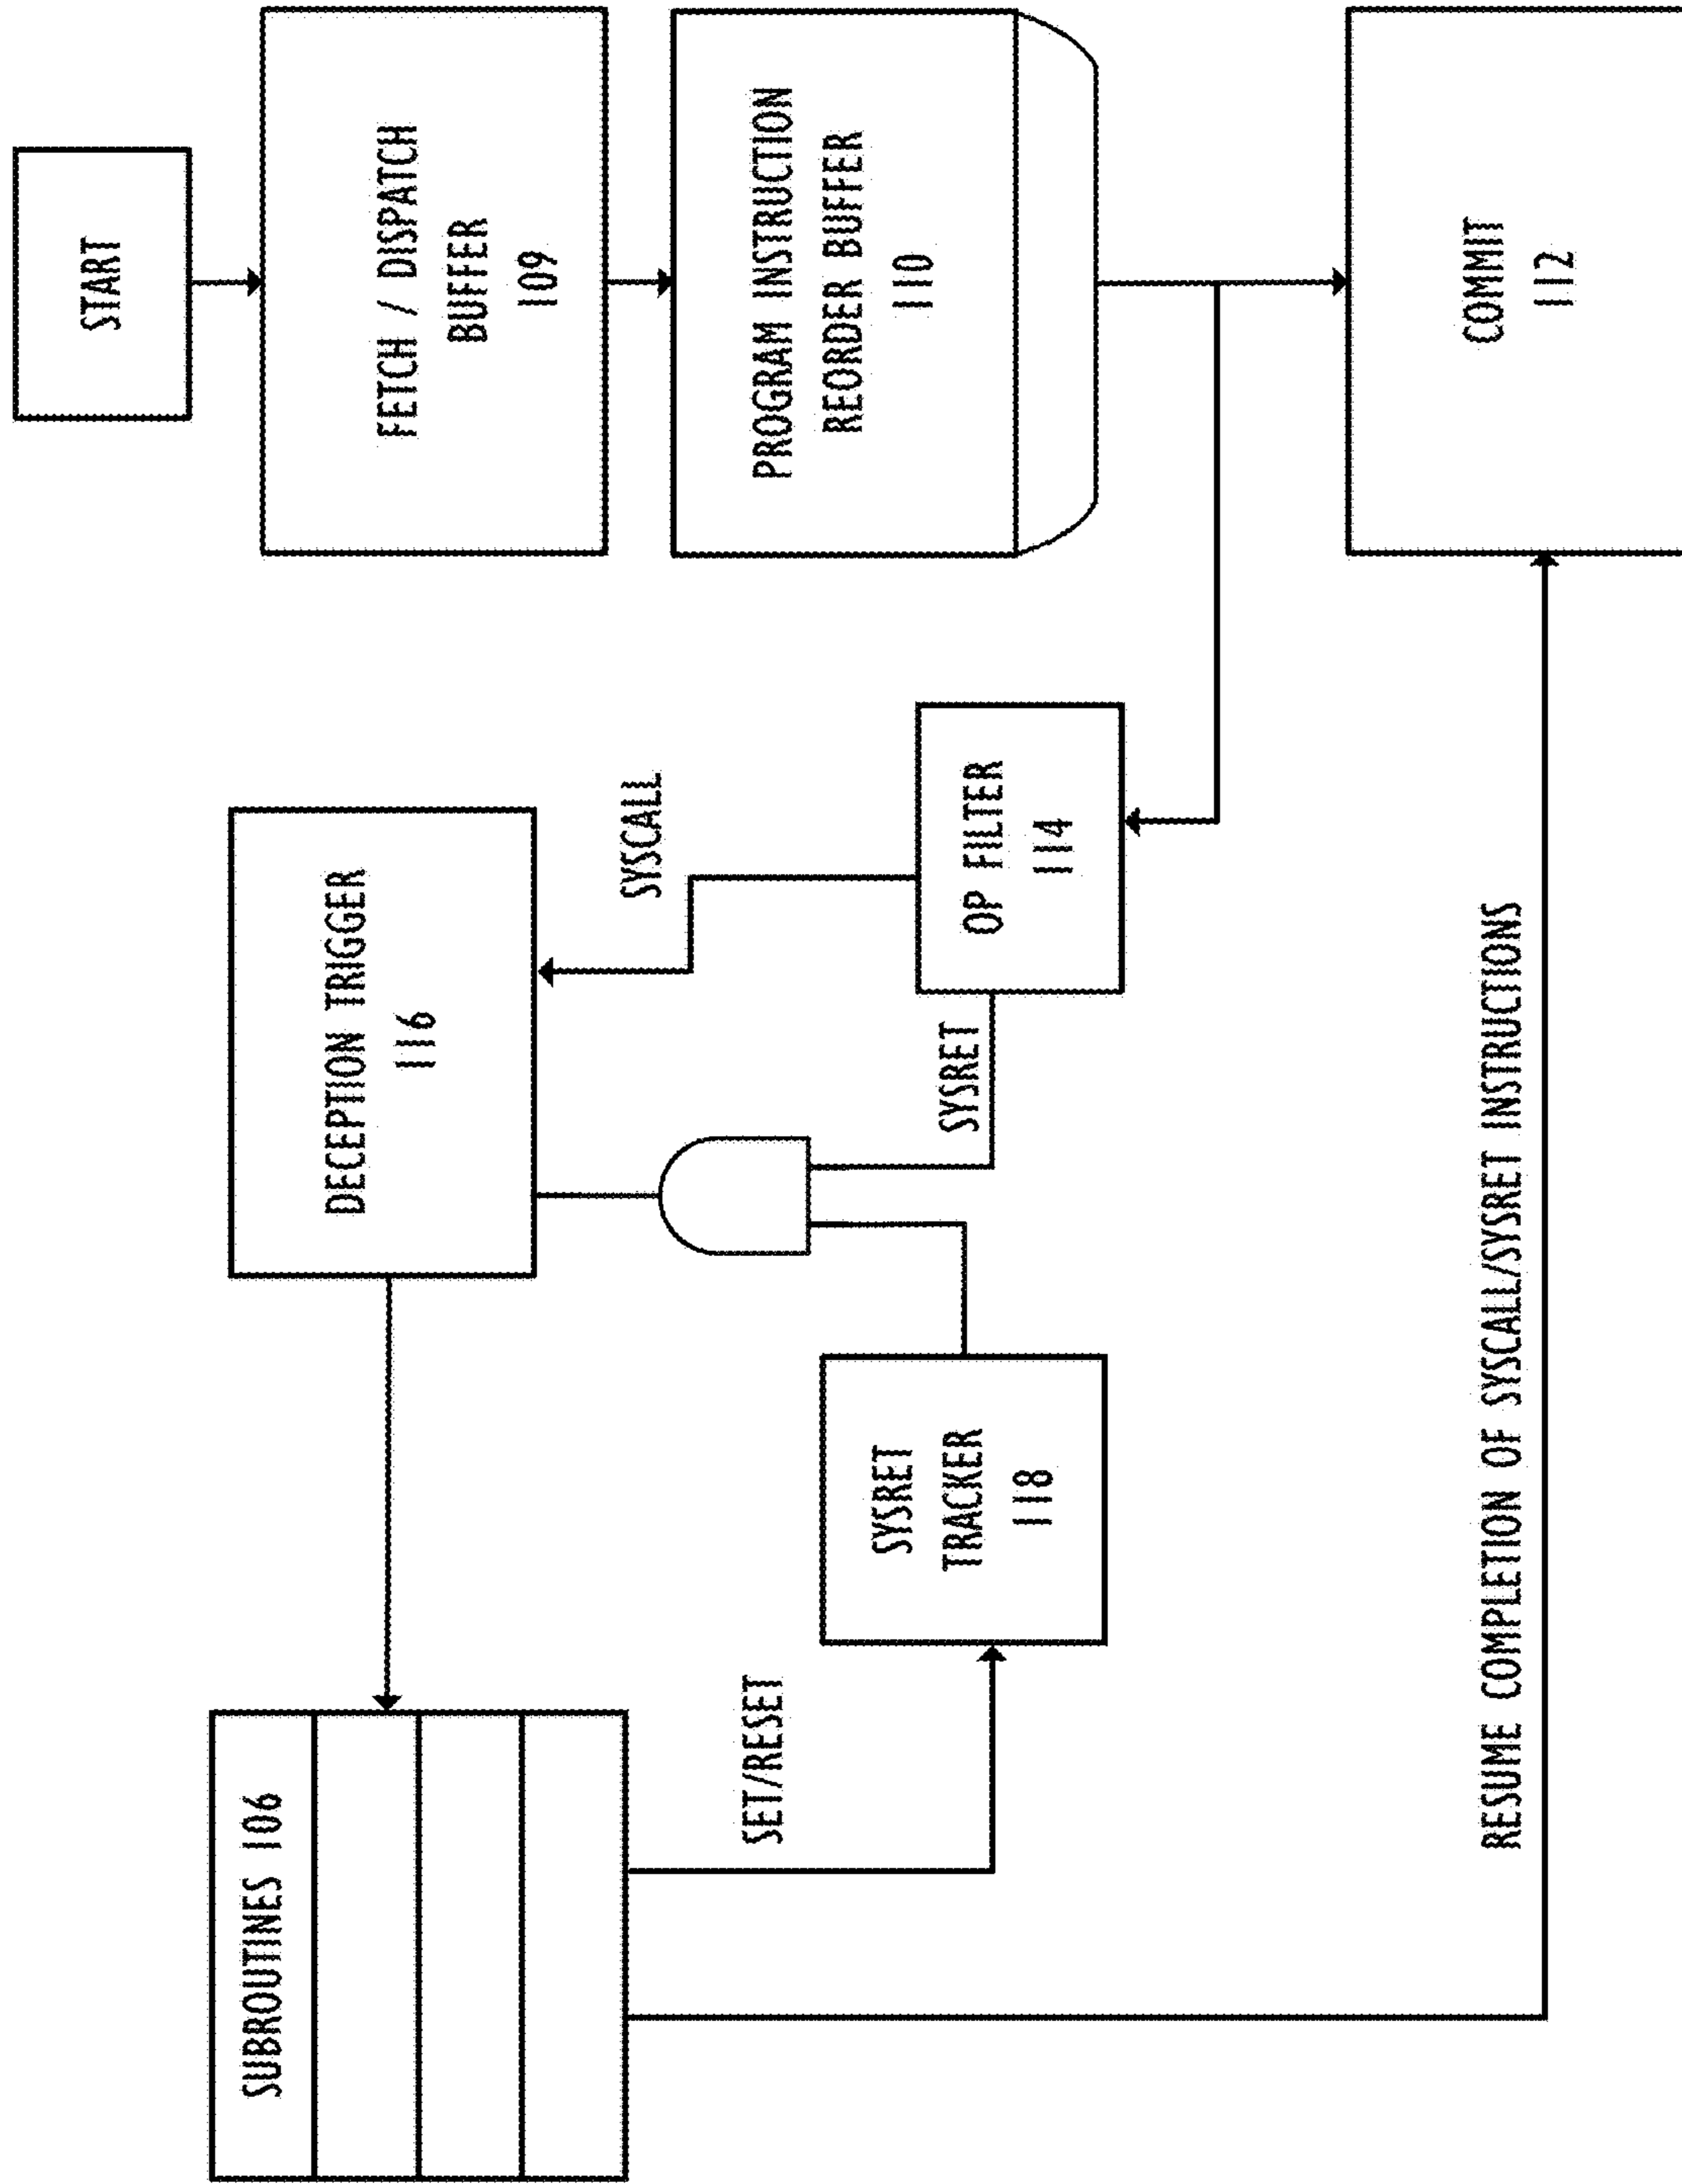 START
FETCH / DISPATCH
BUFFER
109
PROGRAM INSTRUCTION
REORDER BUFFER
110
COMMIT
112
DECEPTION TRIGGER
116
SYSCALL
OP FILTER
114
SYSRET
SUBROUTINES 106
SET/RESET
SYSRET
TRACKER
118
RESUME COMPLETION OF SYSCALL/SYSRET INSTRUCTIONS